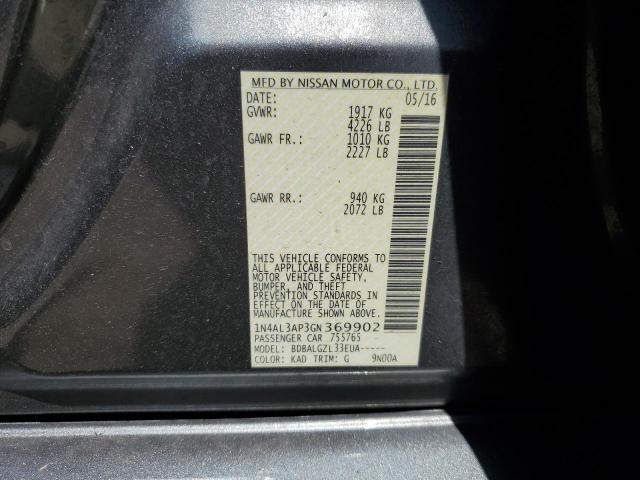 MFD BY NISSAN MOTOR CO., LTD.
DATE: 05/16
GVWR: 1917 KG
4226 LB
GAWR FR.: 1010 KG
2227 LB
GAWR RR.: 940 KG
2072 LB
THIS VEHICLE CONFORMS TO
ALL APPLICABLE FEDERAL
MOTOR VEHICLE SAFETY,
BUMPER, AND THEFT
PREVENTION STANDARDS
IN EFFECT ON THE DATE
OF MANUFACTURE
1N4AL3AP3GN369902
PASSENGER CAR 755765
MODEL: BDBALGZL33EUA-----
COLOR: KAD TRIM: G 9N00A